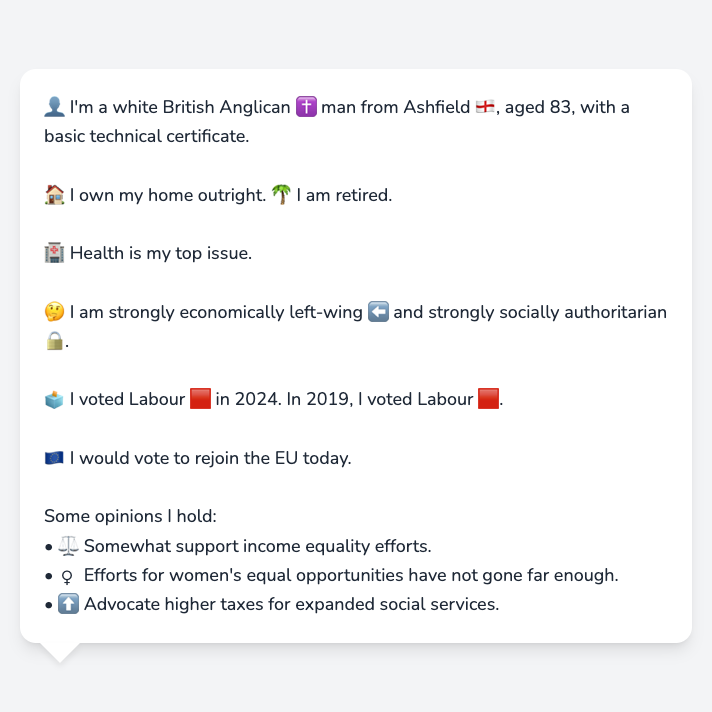 👤 I'm a white British Anglican ✝️ man from Ashfield 🏴󠁧󠁢󠁥󠁮󠁧󠁿, aged 83, with a
basic technical certificate.
🏠 I own my home outright. 🌴 I am retired.
🏥 Health is my top issue.
🤔 I am strongly economically left-wing ⬅️ and strongly socially authoritarian
🔒.
🗳️ I voted Labour 🟥 in 2024. In 2019, I voted Labour 🟥.
🇪🇺 I would vote to rejoin the EU today.
Some opinions I hold:
• ⚖️ Somewhat support income equality efforts.
• ♀ Efforts for women's equal opportunities have not gone far enough.
• ⬆️ Advocate higher taxes for expanded social services.